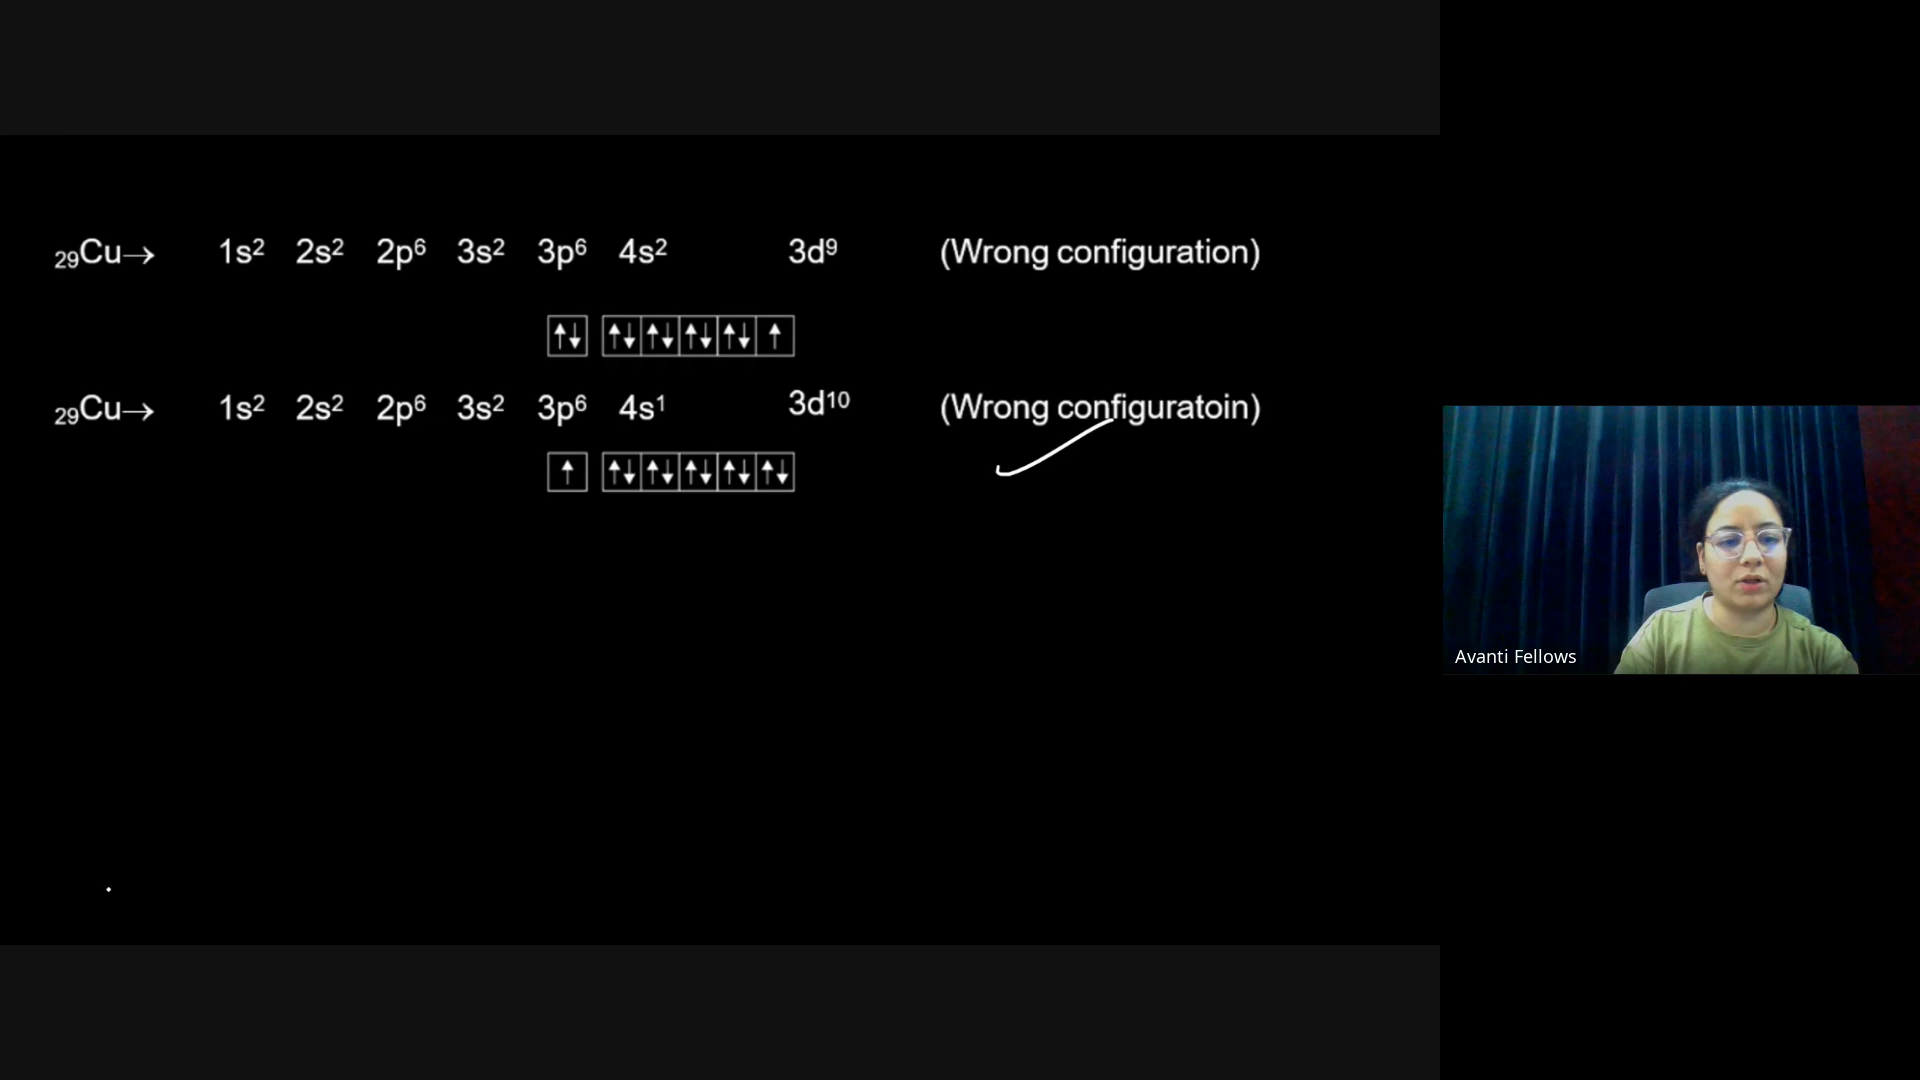 ₂₉Cu→ 1s² 2s² 2p⁶ 3s² 3p⁶ 4s² 3d⁹ (Wrong configuration)
↑↓ ↑↓ ↑↓ ↑↓ ↑↓ ↑
₂₉Cu→ 1s² 2s² 2p⁶ 3s² 3p⁶ 4s¹ 3d¹⁰ (Wrong configuratoin)
↑ ↑↓ ↑↓ ↑↓ ↑↓ ↑↓
Avanti Fellows